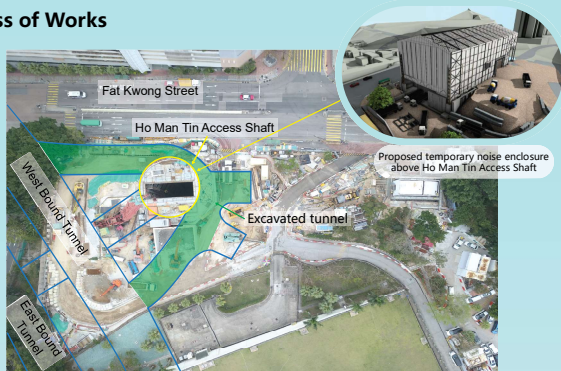 ss of Works
Fat Kwong Street
Ho Man Tin Access Shaft
Proposed temporary noise enclosure
above Ho Man Tin Access Shaft
West Bound Tunnel
Excavated tunnel
East Bound
Tunnel